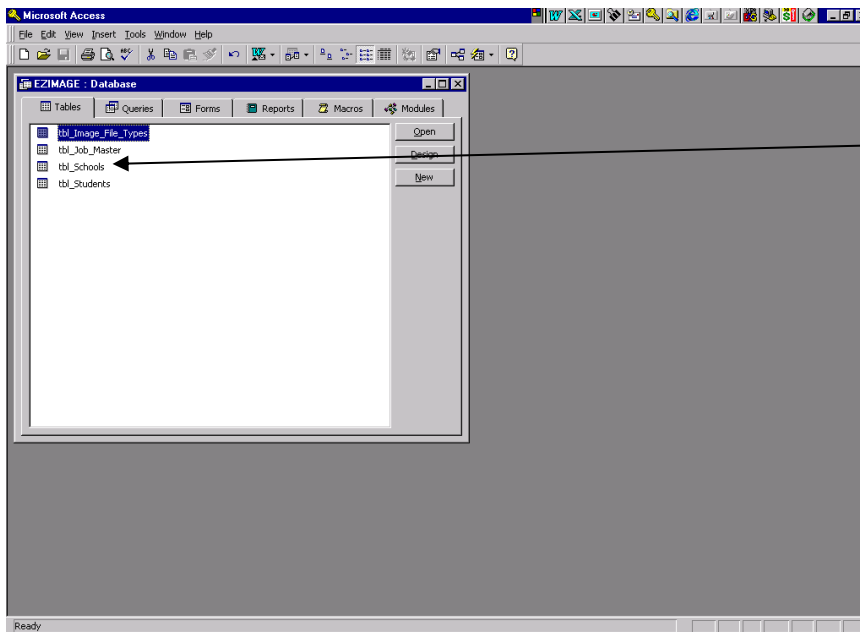 Microsoft Access
File Edit View Insert Tools Window Help
EZIMAGE : Database
Tables Queries Forms Reports Macros Modules
tbl_Image_File_Types
tbl_Job_Master
tbl_Schools
tbl_Students
Open
Design
New
Ready